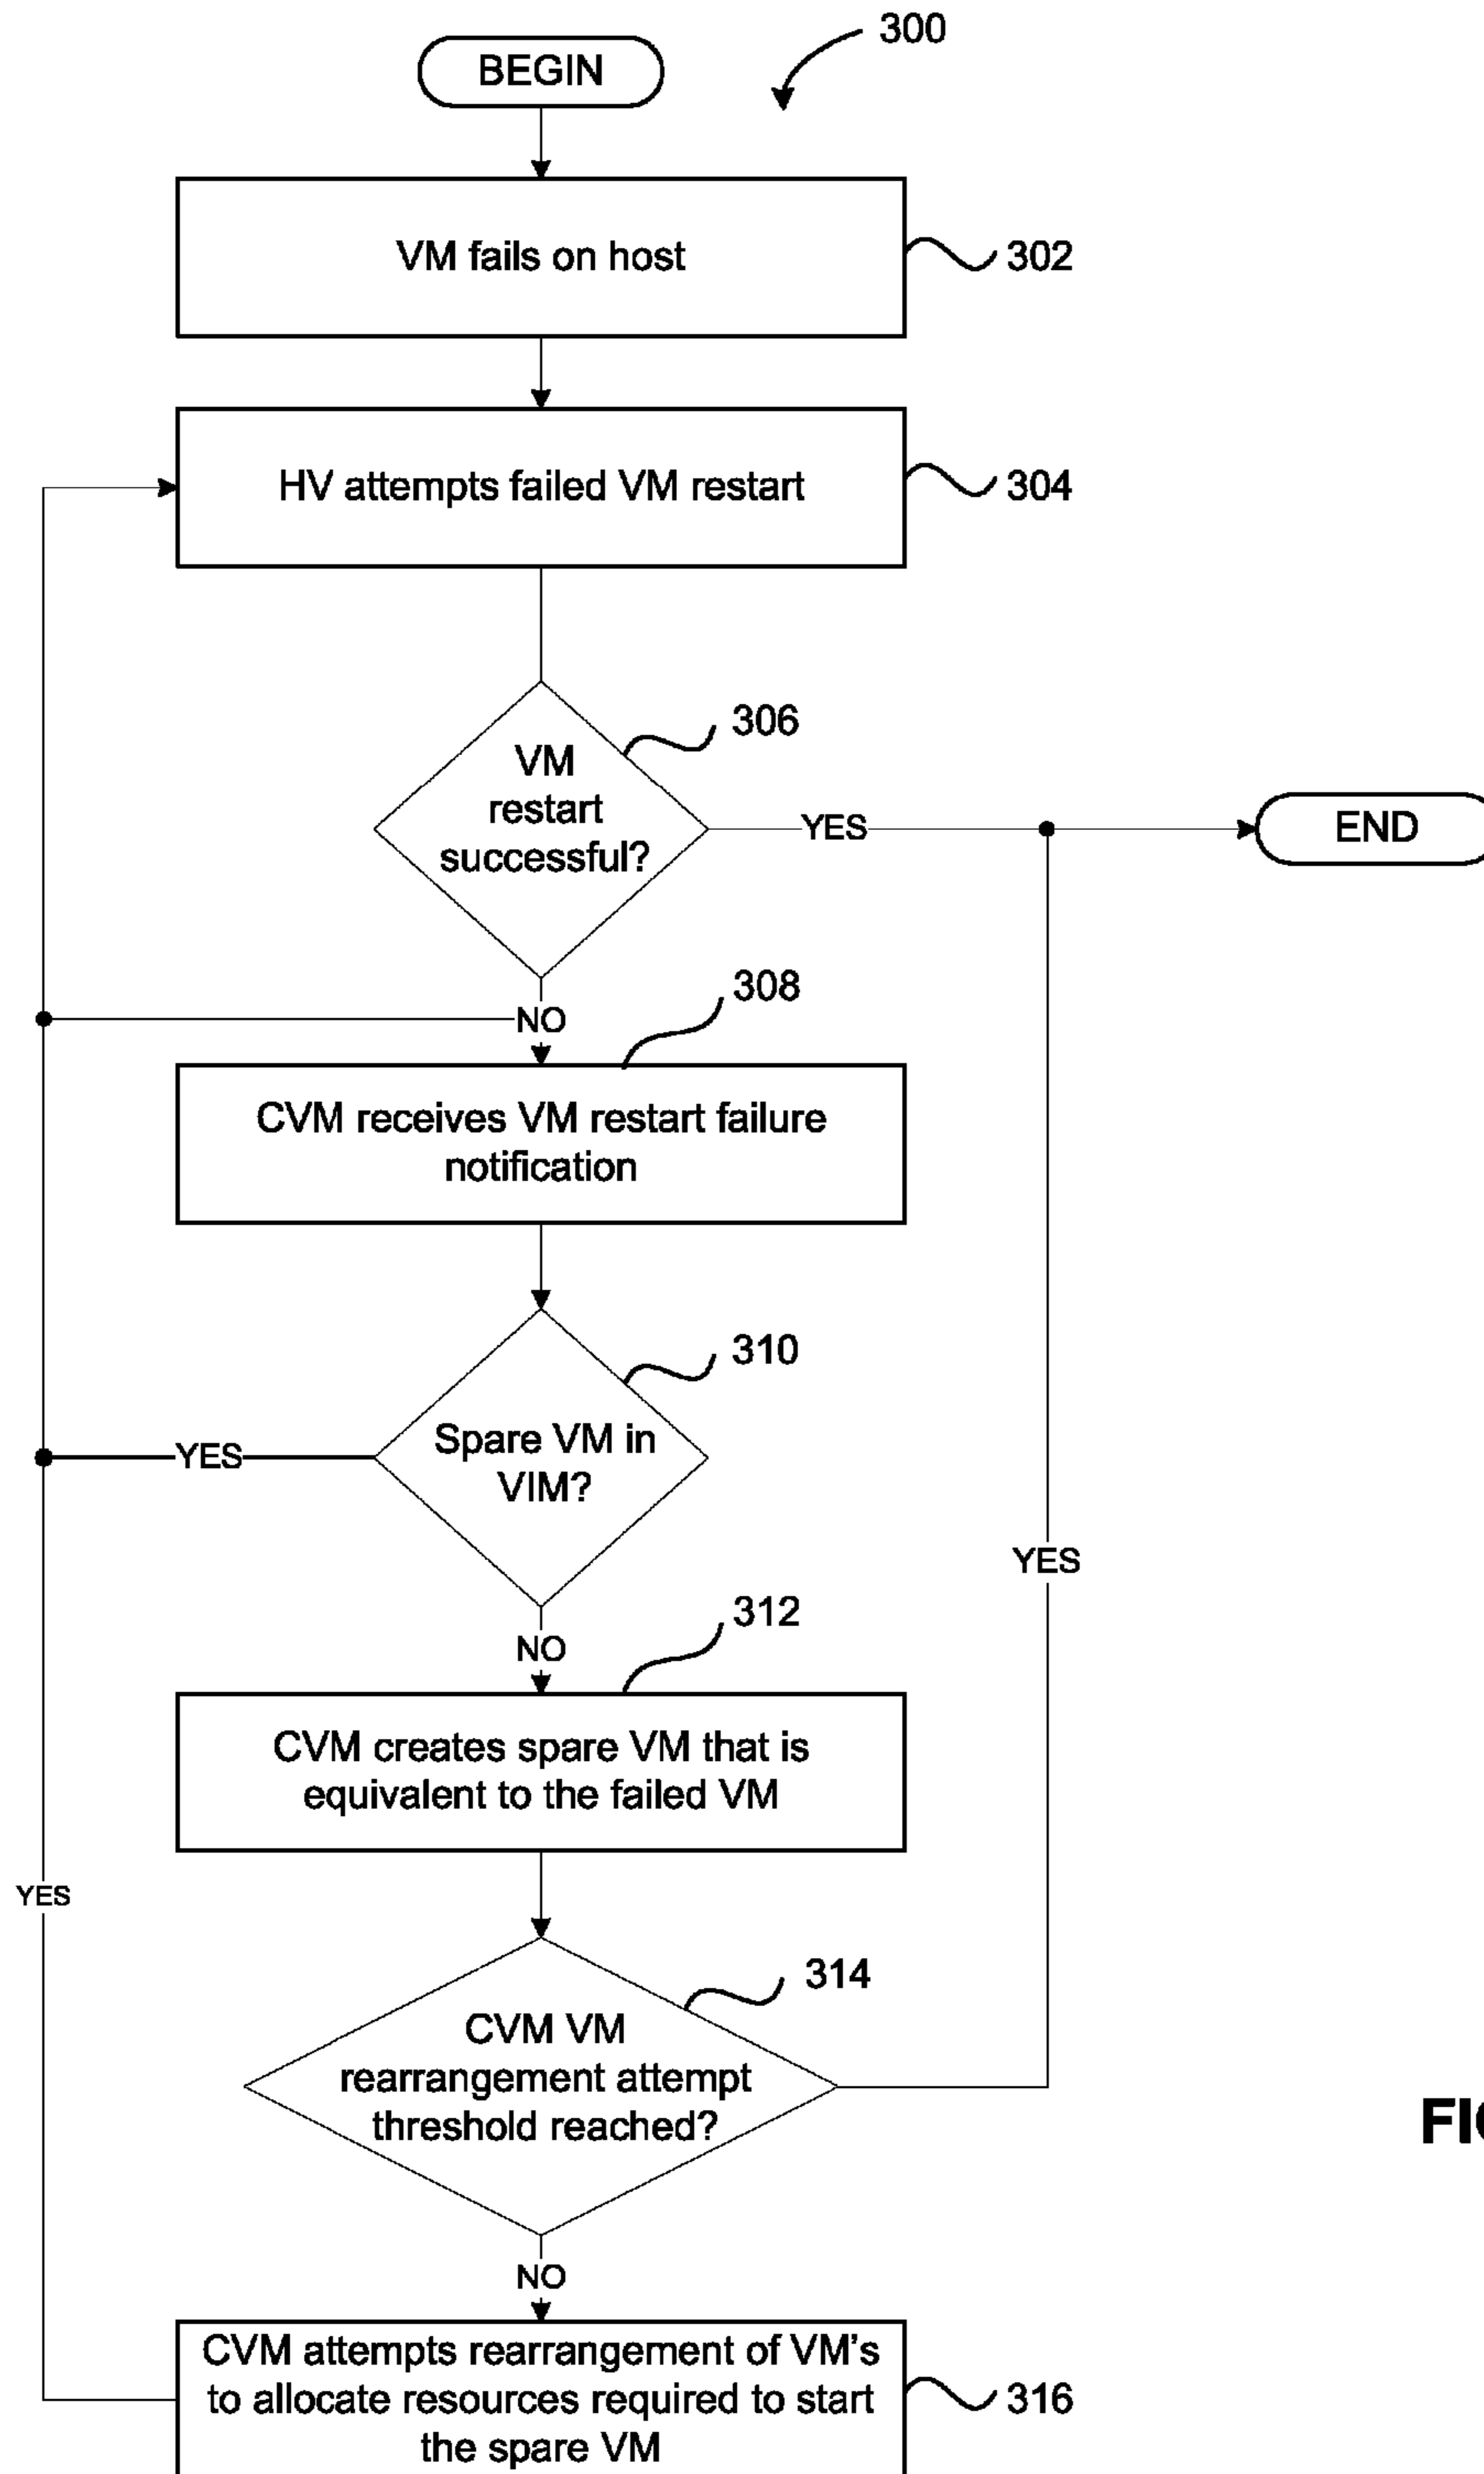 300
BEGIN
VM fails on host
302
HV attempts failed VM restart
304
306
VM
restart
successful?
YES
END
NO
308
CVM receives VM restart failure
notification
310
Spare VM in
VIM?
YES
YES
NO
312
CVM creates spare VM that is
equivalent to the failed VM
YES
314
CVM VM
rearrangement attempt
threshold reached?
NO
CVM attempts rearrangement of VM's
to allocate resources required to start
the spare VM
316